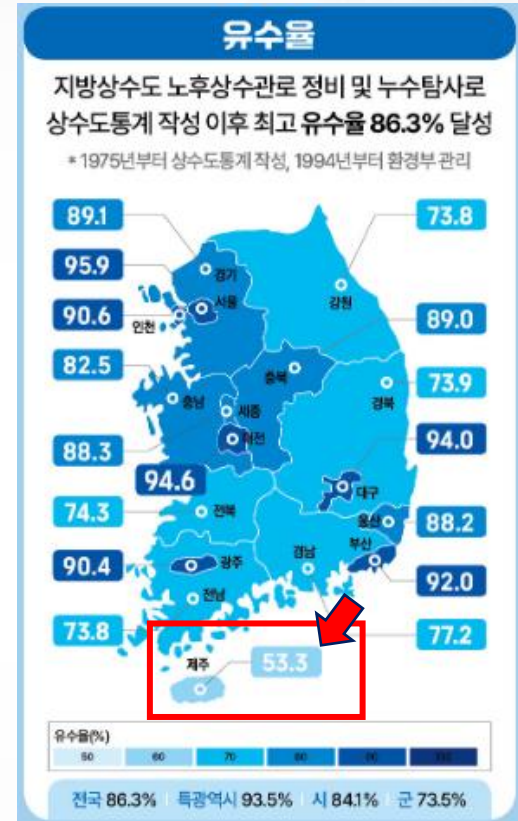 유수율
지방상수도 노후상수관로 정비 및 누수탐사로
상수도통계 작성 이후 최고 유수율 86.3% 달성
* 1975년부터 상수도통계 작성, 1994년부터 환경부 관리
89.1
73.8
95.9
경기
서울
강원
90.6
인천
89.0
82.5
충북
73.9
충남
경북
세종
대전
88.3
94.0
94.6
대구
74.3
전북
울산
88.2
부산
90.4
광주
경남
92.0
전남
73.8
77.2
제주
53.3
유수율(%)
50 60 70 80 90
전국 86.3% 특광역시 93.5% 시 84.1% 군 73.5%